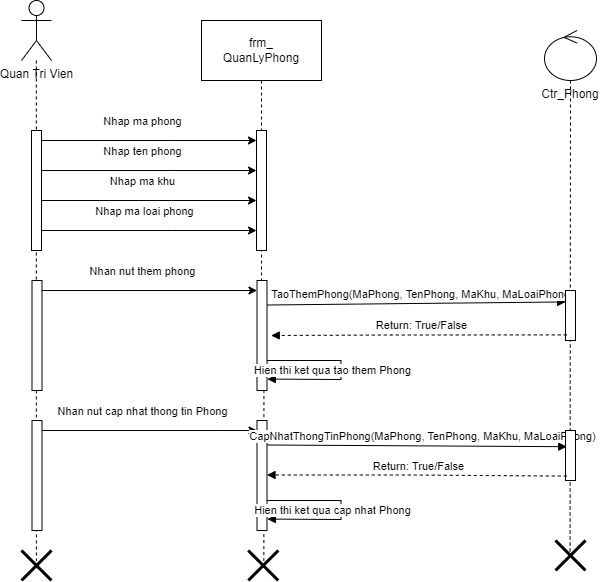 frm_
QuanLyPhong
Quan Tri Vien
Ctr_Phong
Nhap ma phong
Nhap ten phong
Nhap ma khu
Nhap ma loai phong
Nhan nut them phong
TaoThemPhong(MaPhong, TenPhong, MaKhu, MaLoaiPhong
Return: True/False
Hien thi ket qua tao them Phong
Nhan nut cap nhat thong tin Phong
CapNhatThongTinPhong(MaPhong, TenPhong, MaKhu, MaLoaiPhong)
Return: True/False
Hien thi ket qua cap nhat Phong